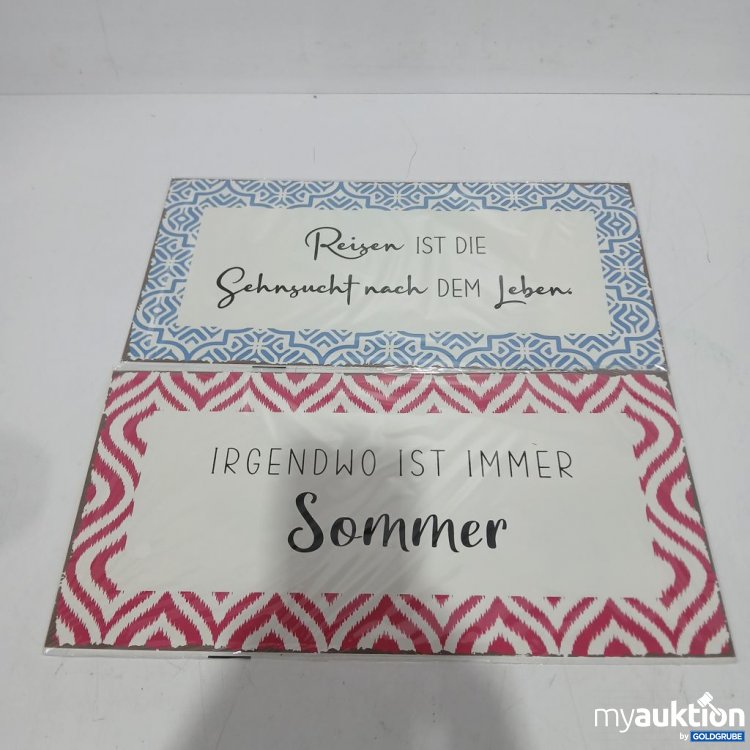 Reisen IST DIE
Sehnsucht nach DEM Leben.
IRGENDWO IST IMMER
Sommer
myauktion
by GOLDGRUBE